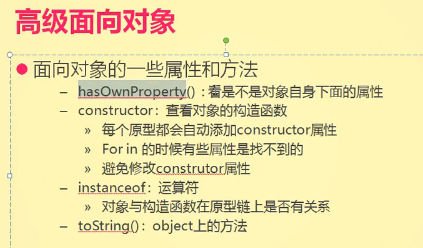 高级面向对象
面向对象的一些属性和方法
– hasOwnProperty() :看是不是对象自身下面的属性
– constructor：查看对象的构造函数
» 每个原型都会自动添加constructor属性
» For in 的时候有些属性是找不到的
» 避免修改construtor属性
– instanceof：运算符
» 对象与构造函数在原型链上是否有关系
– toString()：object上的方法